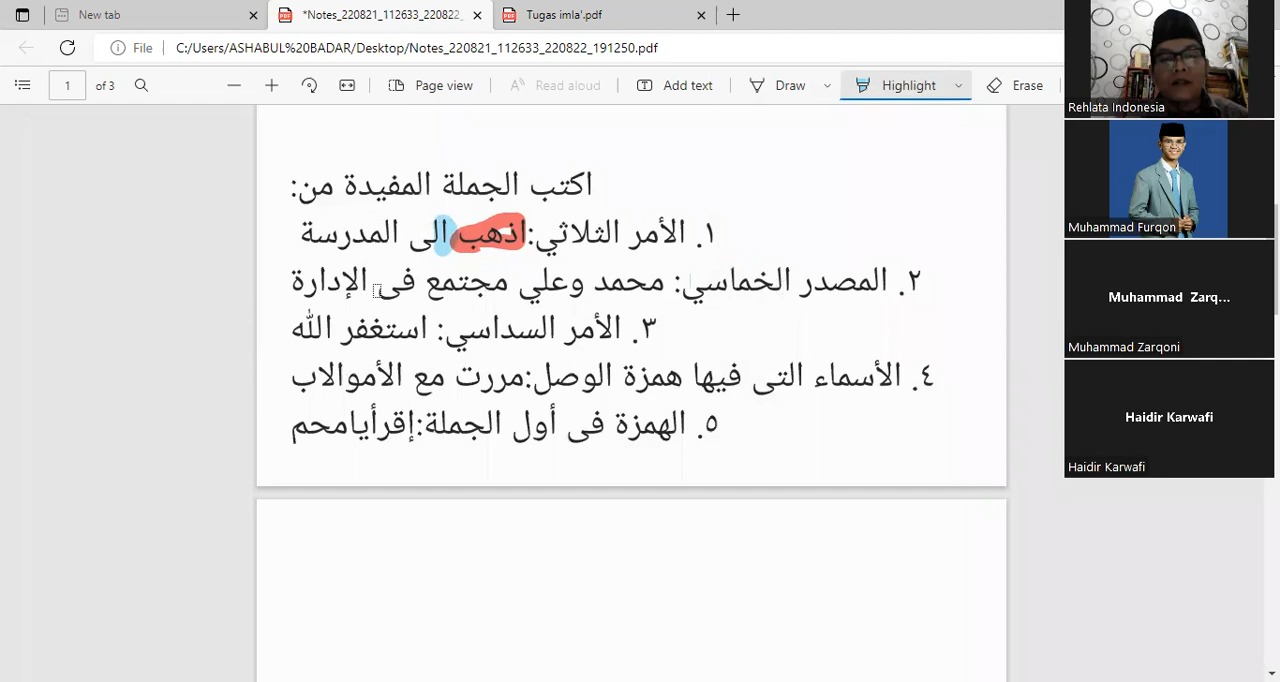 New tab
*Notes_220821_112633_220822_
Tugas imla'.pdf
File
C:/Users/ASHABUL%20BADAR/Desktop/Notes_220821_112633_220822_191250.pdf
1 of 3
Page view
Read aloud
Add text
Draw
Highlight
Erase
اكتب الجملة المفيدة من:
١. الأمر الثلاثي:اذهب الى المدرسة
٢. المصدر الخماسي: محمد وعلي مجتمع فى الإدارة
٣. الأمر السداسي: استغفر الله
٤. الأسماء التى فيها همزة الوصل:مررت مع الأموالاب
٥. الهمزة فى أول الجملة:إقرأيامحم
Rehlata Indonesia
Muhammad Furqon
Muhammad Zarq...
Muhammad Zarqoni
Haidir Karwafi
Haidir Karwafi